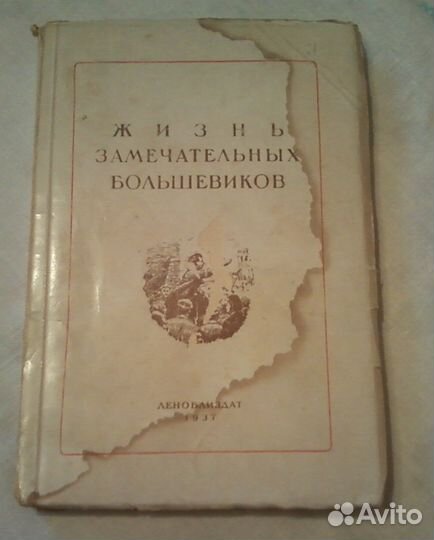 ЖИЗНЬ
ЗАМЕЧАТЕЛЬНЫХ
БОЛЬШЕВИКОВ
ЛЕНОБЛИЗДАТ
1937
Avito